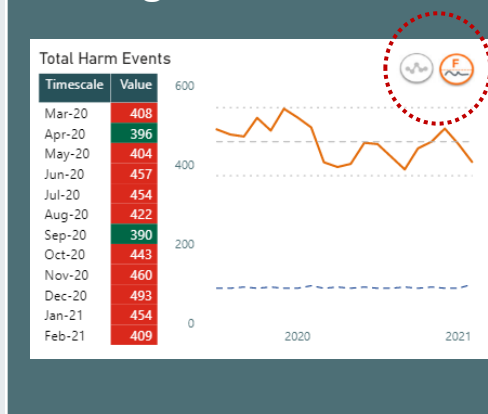 Total Harm Events
Timescale Value
Mar-20 408
Apr-20 396
May-20 404
Jun-20 457
Jul-20 454
Aug-20 422
Sep-20 390
Oct-20 443
Nov-20 460
Dec-20 493
Jan-21 454
Feb-21 409
600
400
200
0
2020 2021
F